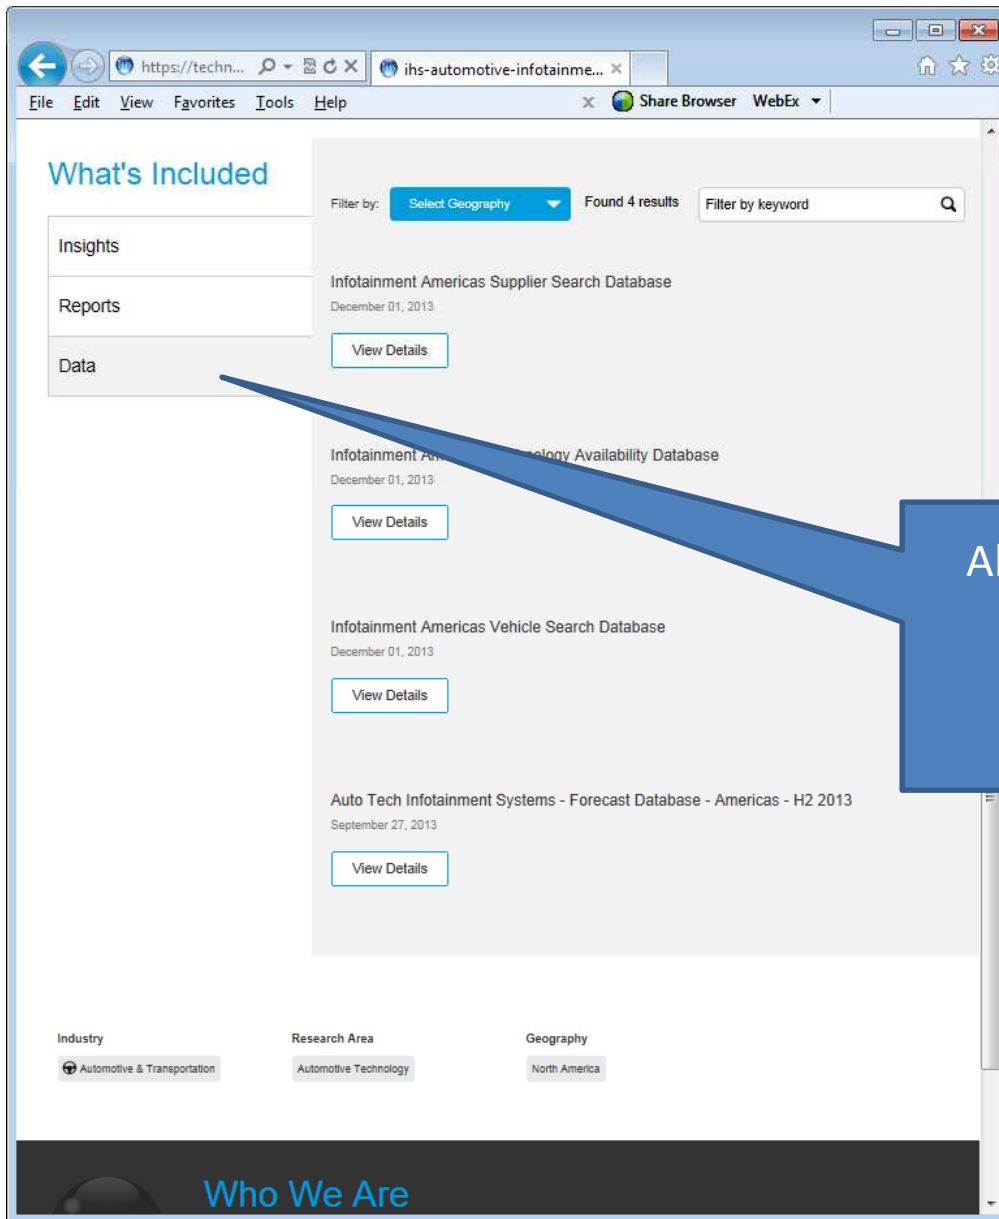 https://techn...
ihs-automotive-infotainme...
File Edit View Favorites Tools Help
x Share Browser WebEx
What's Included
Insights
Reports
Data
Filter by: Select Geography Found 4 results Filter by keyword
Infotainment Americas Supplier Search Database
December 01, 2013
View Details
Infotainment Availability Database
December 01, 2013
View Details
Infotainment Americas Vehicle Search Database
December 01, 2013
View Details
Auto Tech Infotainment Systems - Forecast Database - Americas - H2 2013
September 27, 2013
View Details
Industry Research Area Geography
Automotive & Transportation Automotive Technology North America
Who We Are